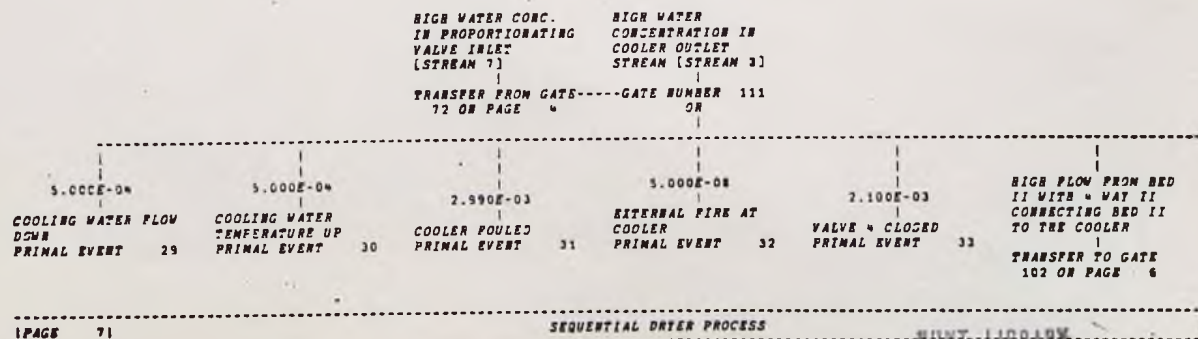 HIGH WATER CONC.
IN PROPORTIONATING
VALVE INLET
[STREAM 7]
HIGH WATER
CONCENTRATION IN
COOLER OUTLET
STREAM [STREAM 3]
TRANSFER FROM GATE-----GATE NUMBER 111
72 ON PAGE 4
OR
5.000E-04
COOLING WATER FLOW
DOWN
PRIMAL EVENT 29
5.000E-04
COOLING WATER
TEMPERATURE UP
PRIMAL EVENT 30
2.990E-03
COOLER FOULED
PRIMAL EVENT 31
5.000E-08
EXTERNAL FIRE AT
COOLER
PRIMAL EVENT 32
2.100E-03
VALVE 4 CLOSED
PRIMAL EVENT 33
HIGH FLOW FROM BED
II WITH 4 WAY II
CONNECTING BED II
TO THE COOLER
TRANSFER TO GATE
102 ON PAGE 6
[PAGE 7]
SEQUENTIAL DRYER PROCESS